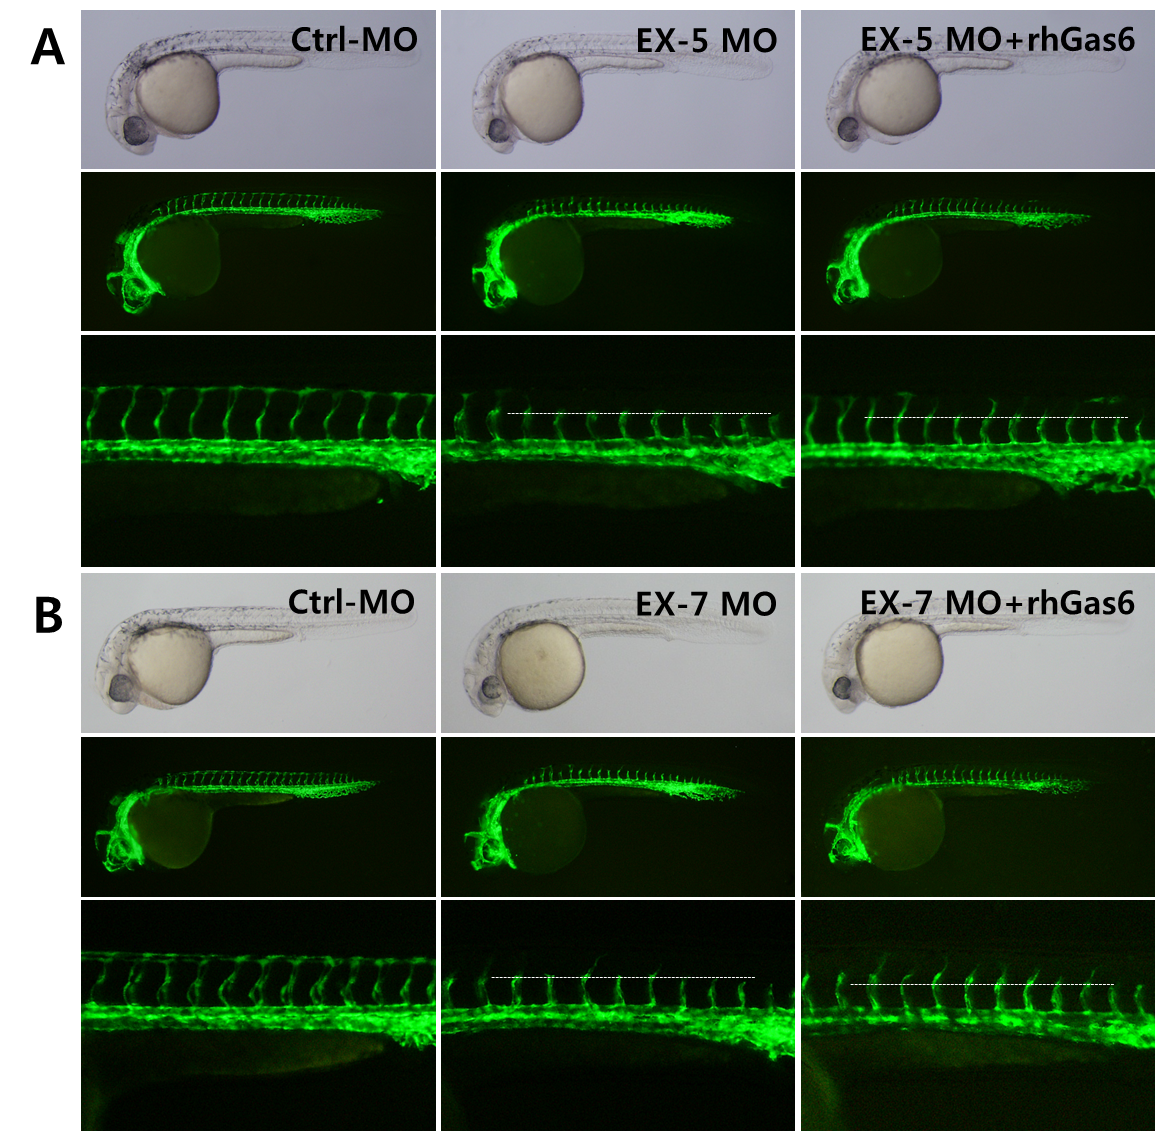 A
Ctrl-MO
EX-5 MO
EX-5 MO+rhGas6
B
Ctrl-MO
EX-7 MO
EX-7 MO+rhGas6